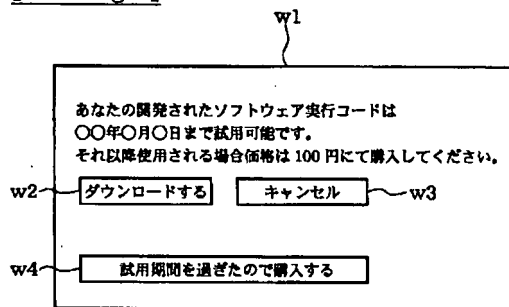 w1
あなたの開発されたソフトウェア実行コードは
〇〇年〇月〇日まで試用可能です。
それ以降使用される場合価格は100円にて購入してください。
w2 ダウンロードする キャンセル w3
w4 試用期間を過ぎたので購入する